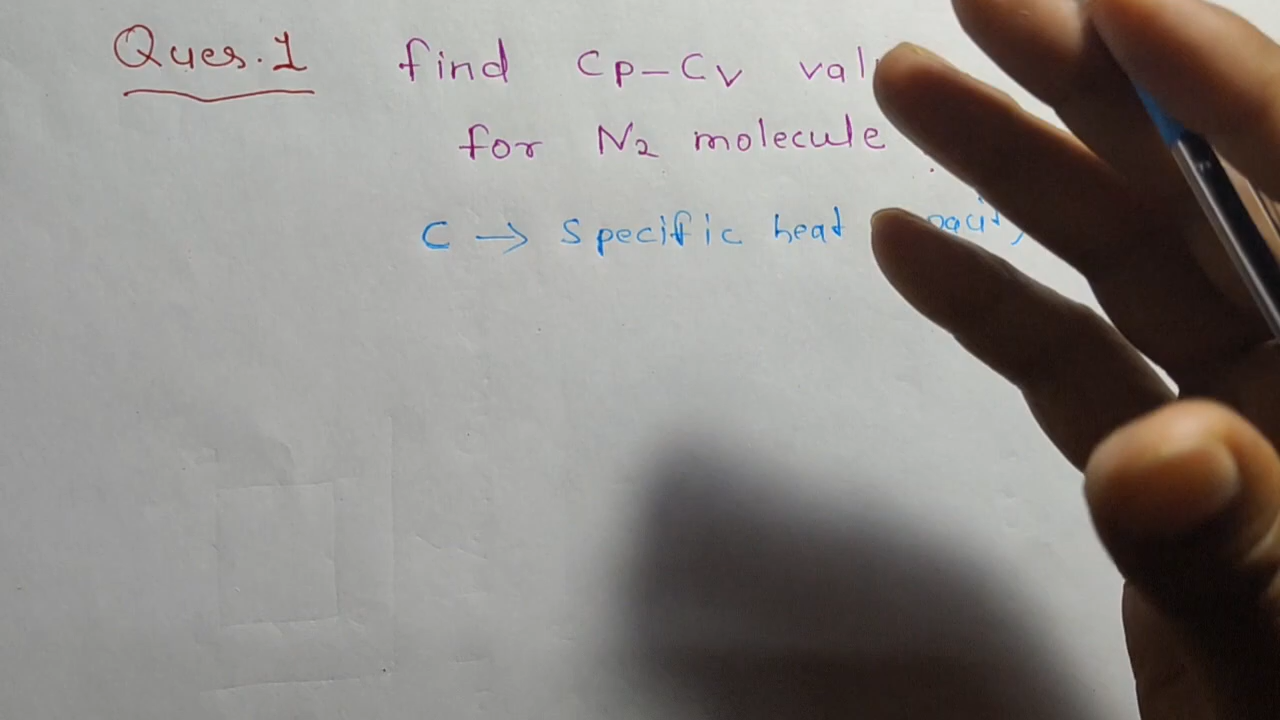 Ques.1 find Cp-Cv
for N2 molecule
C → Specific heat